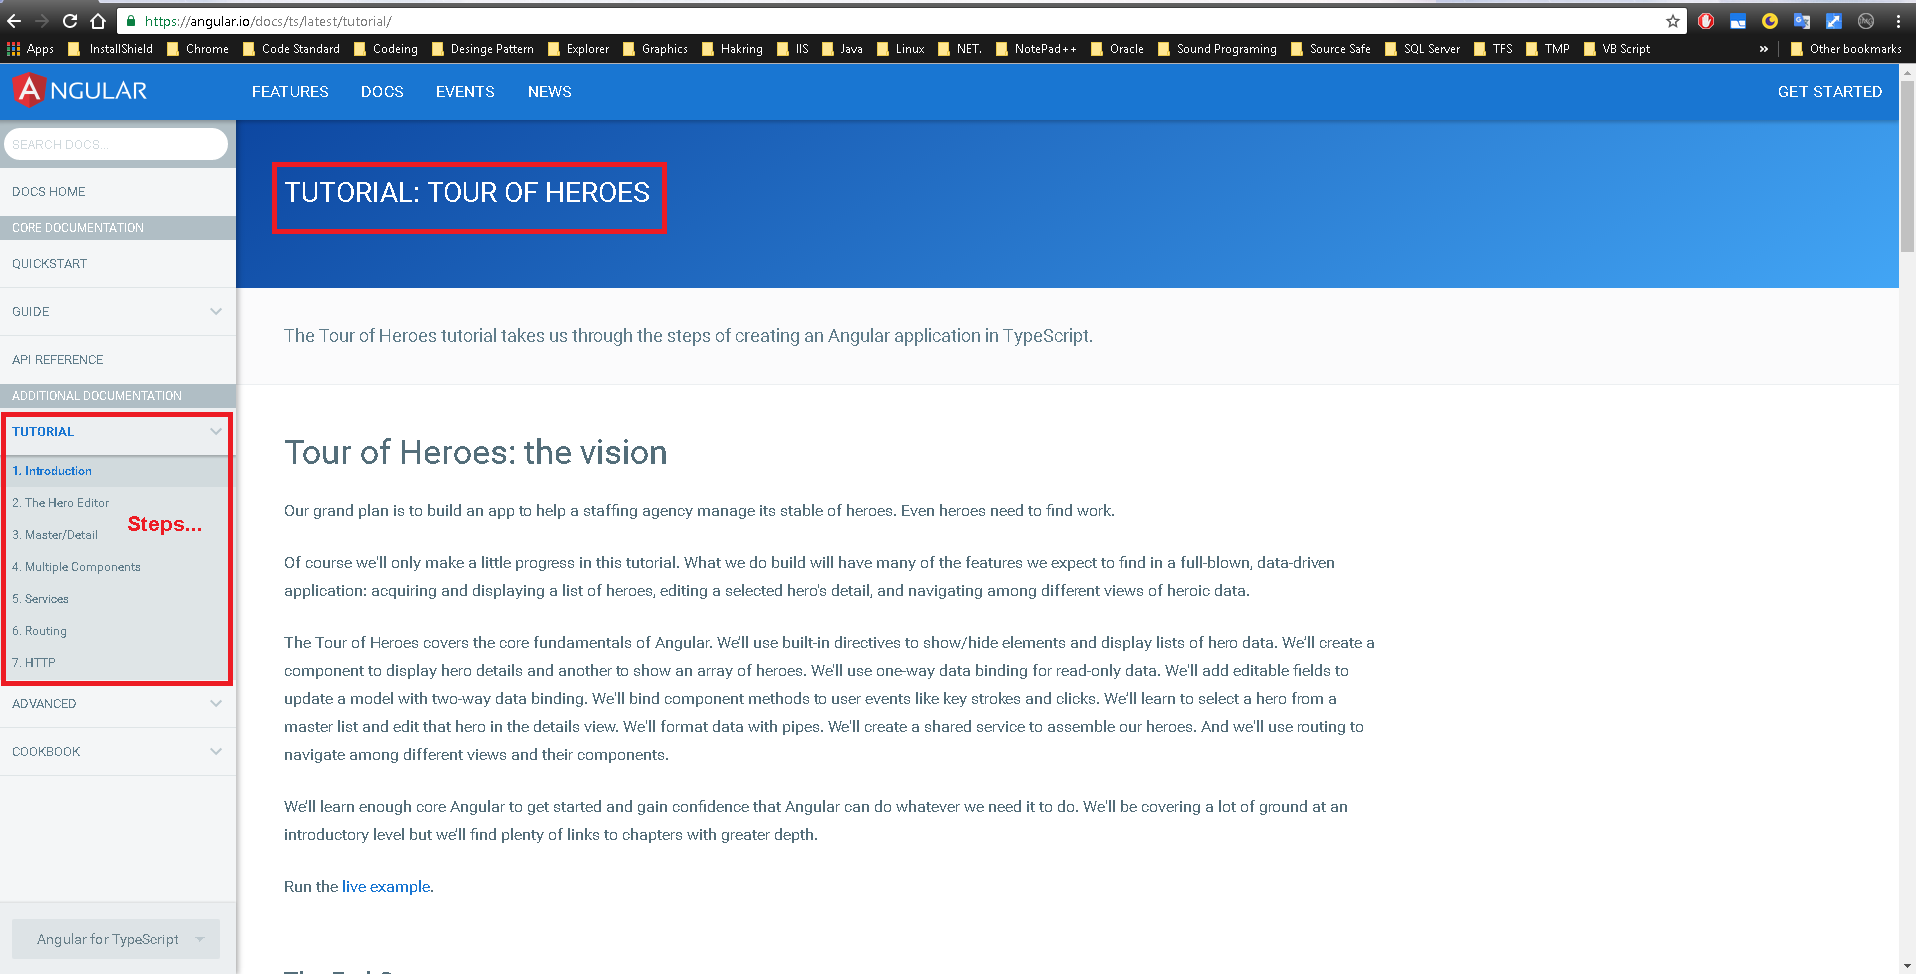 https://angular.io/docs/ts/latest/tutorial/
Apps InstallShield Chrome Code Standard Codeing Desinge Pattern Explorer Graphics Hakring IIS Java Linux NET. NotePad++ Oracle Sound Programing Source Safe SQL Server TFS TMP VB Script » Other bookmarks
ANGULAR FEATURES DOCS EVENTS NEWS GET STARTED
SEARCH DOCS...
DOCS HOME
CORE DOCUMENTATION
QUICKSTART
GUIDE
API REFERENCE
ADDITIONAL DOCUMENTATION
TUTORIAL
1. Introduction
2. The Hero Editor
Steps...
3. Master/Detail
4. Multiple Components
5. Services
6. Routing
7. HTTP
ADVANCED
COOKBOOK
Angular for TypeScript
TUTORIAL: TOUR OF HEROES
The Tour of Heroes tutorial takes us through the steps of creating an Angular application in TypeScript.
Tour of Heroes: the vision
Our grand plan is to build an app to help a staffing agency manage its stable of heroes. Even heroes need to find work.
Of course we'll only make a little progress in this tutorial. What we do build will have many of the features we expect to find in a full-blown, data-driven
application: acquiring and displaying a list of heroes, editing a selected hero's detail, and navigating among different views of heroic data.
The Tour of Heroes covers the core fundamentals of Angular. We'll use built-in directives to show/hide elements and display lists of hero data. We'll create a
component to display hero details and another to show an array of heroes. We'll use one-way data binding for read-only data. We'll add editable fields to
update a model with two-way data binding. We'll bind component methods to user events like key strokes and clicks. We'll learn to select a hero from a
master list and edit that hero in the details view. We'll format data with pipes. We'll create a shared service to assemble our heroes. And we'll use routing to
navigate among different views and their components.
We'll learn enough core Angular to get started and gain confidence that Angular can do whatever we need it to do. We'll be covering a lot of ground at an
introductory level but we'll find plenty of links to chapters with greater depth.
Run the live example.